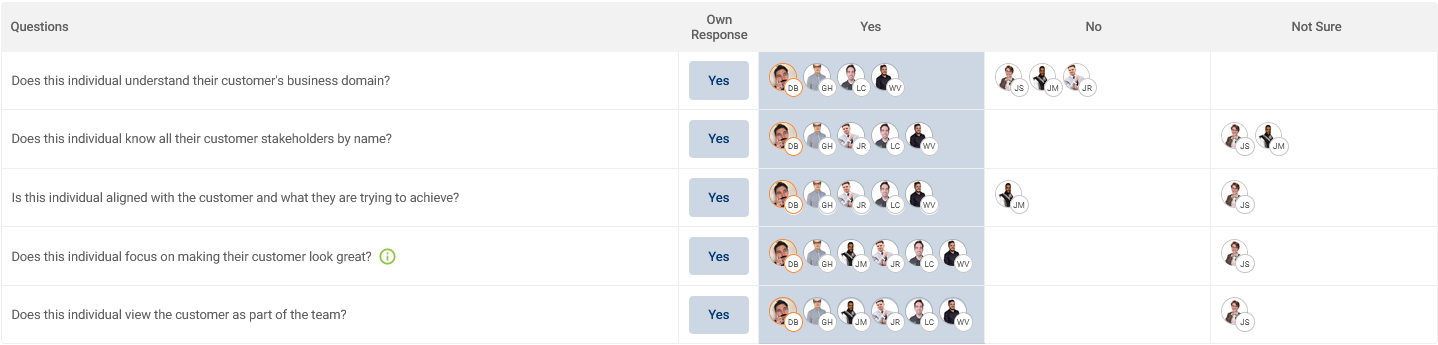 Questions
Own
Response
Yes
No
Not Sure
Does this individual understand their customer's business domain?
Yes
DB GH LC WV
JS JM JR
Does this individual know all their customer stakeholders by name?
Yes
DB GH JR LC WV
JS JM
Is this individual aligned with the customer and what they are trying to achieve?
Yes
DB GH JR LC WV
JM
JS
Does this individual focus on making their customer look great?
Yes
DB GH JM JR LC WV
JS
Does this individual view the customer as part of the team?
Yes
DB GH JM JR LC WV
JS